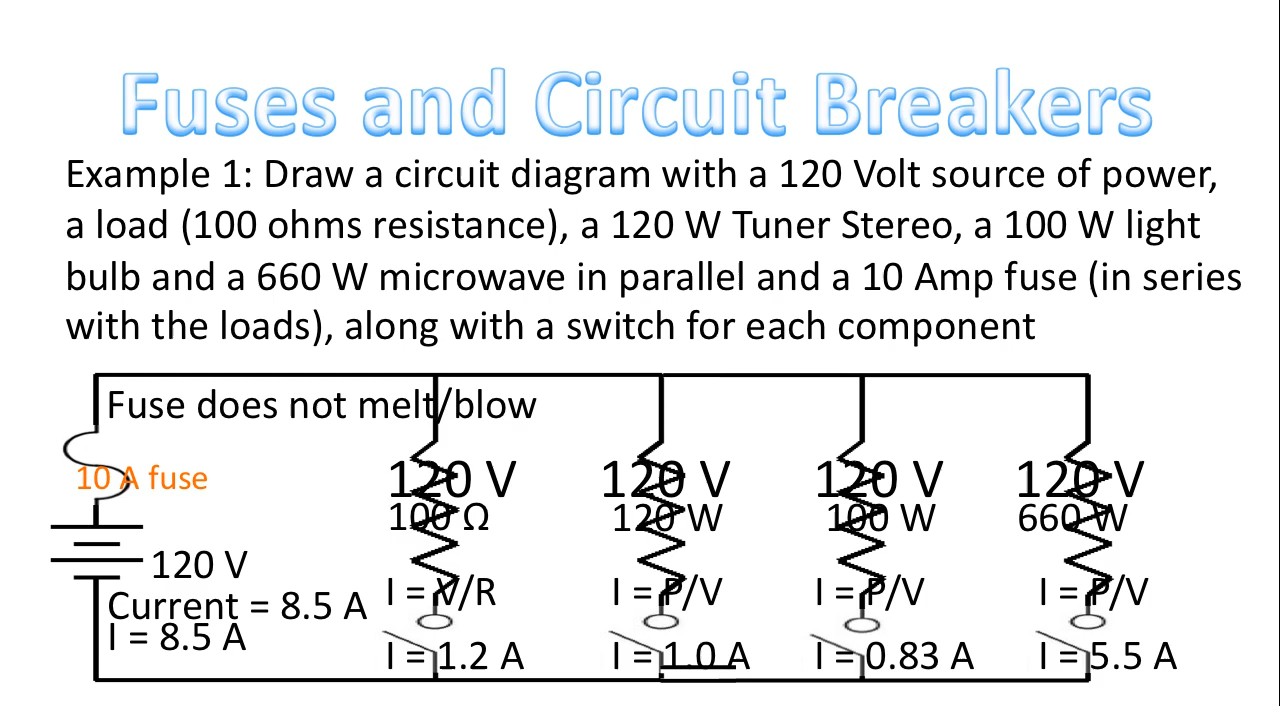 Fuses and Circuit Breakers
Example 1: Draw a circuit diagram with a 120 Volt source of power,
a load (100 ohms resistance), a 120 W Tuner Stereo, a 100 W light
bulb and a 660 W microwave in parallel and a 10 Amp fuse (in series
with the loads), along with a switch for each component
Fuse does not melt/blow
10 A fuse
120 V 120 V 120 V 120 V
100 Ω 120 W 100 W 660 W
120 V
Current = 8.5 A
I = V/R I = P/V I = P/V I = P/V
I = 8.5 A
I = 1.2 A I = 1.0 A I = 0.83 A I = 5.5 A